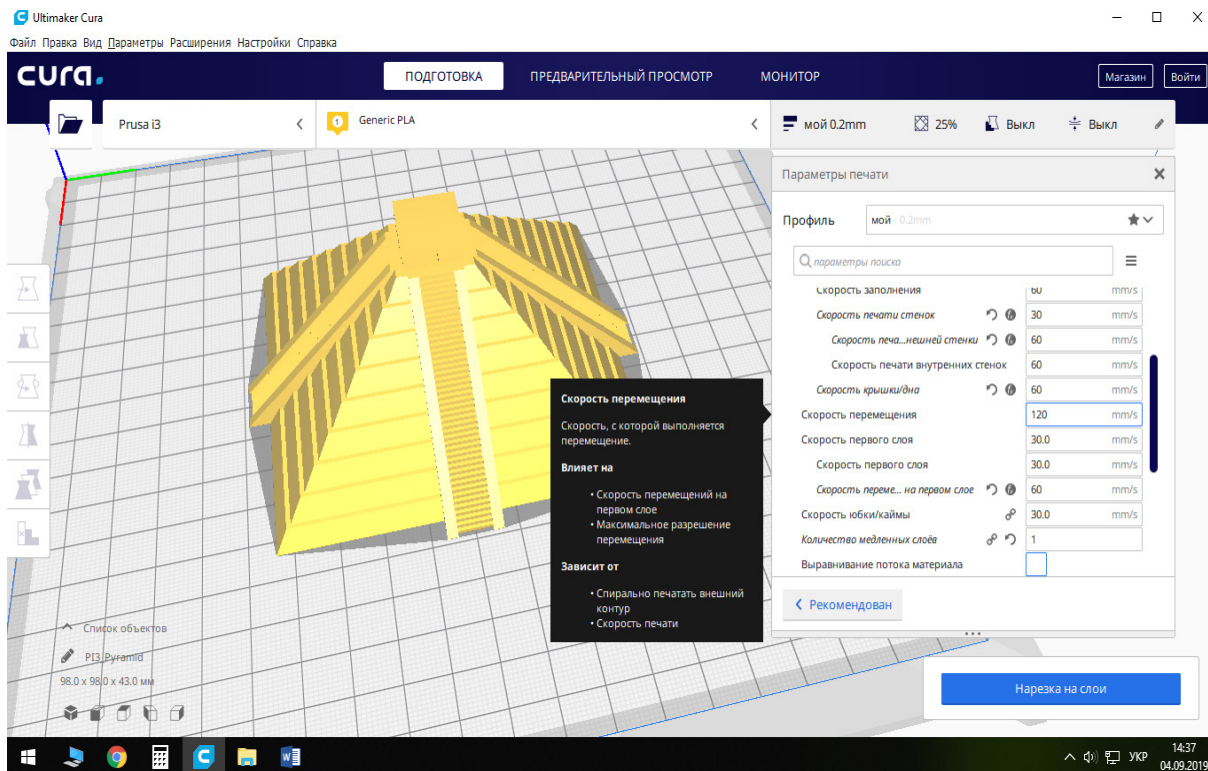 Ultimaker Cura
Файл Правка Вид Параметры Расширения Настройки Справка
cura.
ПОДГОТОВКА
ПРЕДВАРИТЕЛЬНЫЙ ПРОСМОТР
МОНИТОР
Магазин
Войти
Prusa i3
1
Generic PLA
мой 0.2mm
25%
Выкл
Выкл
Параметры печати
Профиль
мой 0.2mm
параметры поиска
Скорость заполнения 60 mm/s
Скорость печати стенок 30 mm/s
Скорость печа...нешней стенки 60 mm/s
Скорость печати внутренних стенок 60 mm/s
Скорость крышки/дна 60 mm/s
Скорость перемещения 120 mm/s
Скорость первого слоя 30.0 mm/s
Скорость первого слоя 30.0 mm/s
Скорость переме... на первом слое 60 mm/s
Скорость юбки/каймы 30.0 mm/s
Количество медленных слоёв 1
Выравнивание потока материала
Рекомендован
Скорость перемещения
Скорость, с которой выполняется
перемещение.
Влияет на
• Скорость перемещений на
первом слое
• Максимальное разрешение
перемещения
Зависит от
• Спирально печатать внешний
контур
• Скорость печати
Список объектов
PI3_Pyramid
98.0 x 98.0 x 43.0 мм
Нарезка на слои
УКР
14:37
04.09.2019